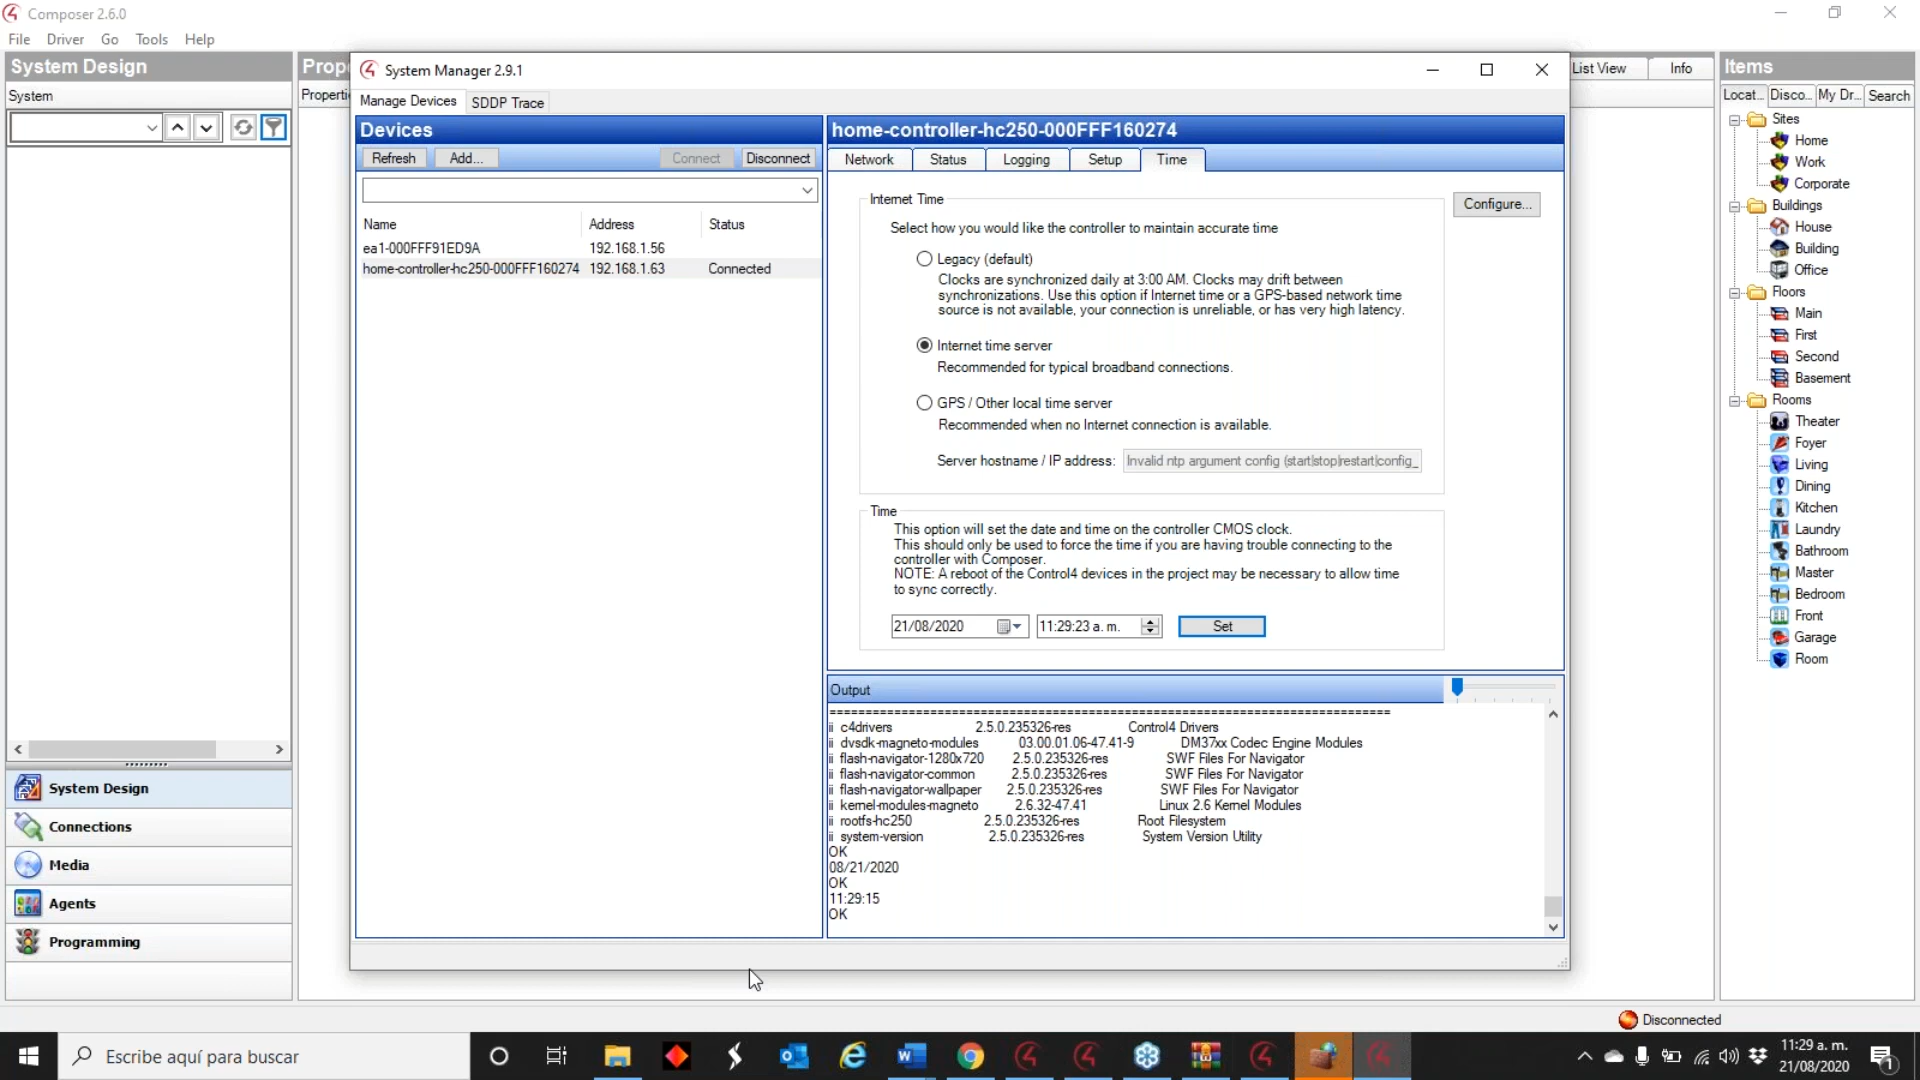 Composer 2.6.0
File Driver Go Tools Help
System Design
System
System Design
Connections
Media
Agents
Programming
Prop
Properti
List View Info
System Manager 2.9.1
Manage Devices SDDP Trace
Devices
Refresh Add... Connect Disconnect
Name Address Status
ea1-000FFF91ED9A 192.168.1.56
home-controller-hc250-000FFF160274 192.168.1.63 Connected
home-controller-hc250-000FFF160274
Network Status Logging Setup Time
Internet Time
Configure...
Select how you would like the controller to maintain accurate time
Legacy (default)
Clocks are synchronized daily at 3:00 AM. Clocks may drift between
synchronizations. Use this option if Internet time or a GPS-based network time
source is not available, your connection is unreliable, or has very high latency.
Internet time server
Recommended for typical broadband connections.
GPS / Other local time server
Recommended when no Internet connection is available.
Server hostname / IP address: Invalid ntp argument config (start|stop|restart|config_
Time
This option will set the date and time on the controller CMOS clock.
This should only be used to force the time if you are having trouble connecting to the
controller with Composer.
NOTE: A reboot of the Control4 devices in the project may be necessary to allow time
to sync correctly.
21/08/2020 11:29:23 a. m. Set
Output
ii c4drivers 2.5.0.235326-res Control4 Drivers
ii dvsdk-magneto-modules 03.00.01.06-47.41-9 DM37xx Codec Engine Modules
ii flash-navigator-1280x720 2.5.0.235326-res SWF Files For Navigator
ii flash-navigator-common 2.5.0.235326-res SWF Files For Navigator
ii flash-navigator-wallpaper 2.5.0.235326-res SWF Files For Navigator
ii kernel-modules-magneto 2.6.32-47.41 Linux 2.6 Kernel Modules
ii rootfs-hc250 2.5.0.235326-res Root Filesystem
ii system-version 2.5.0.235326-res System Version Utility
OK
08/21/2020
OK
11:29:15
OK
Items
Locat... Disco... My Dr... Search
Sites
Home
Work
Corporate
Buildings
House
Building
Office
Floors
Main
First
Second
Basement
Rooms
Theater
Foyer
Living
Dining
Kitchen
Laundry
Bathroom
Master
Bedroom
Front
Garage
Room
Disconnected
Escribe aquí para buscar
11:29 a. m.
21/08/2020
1